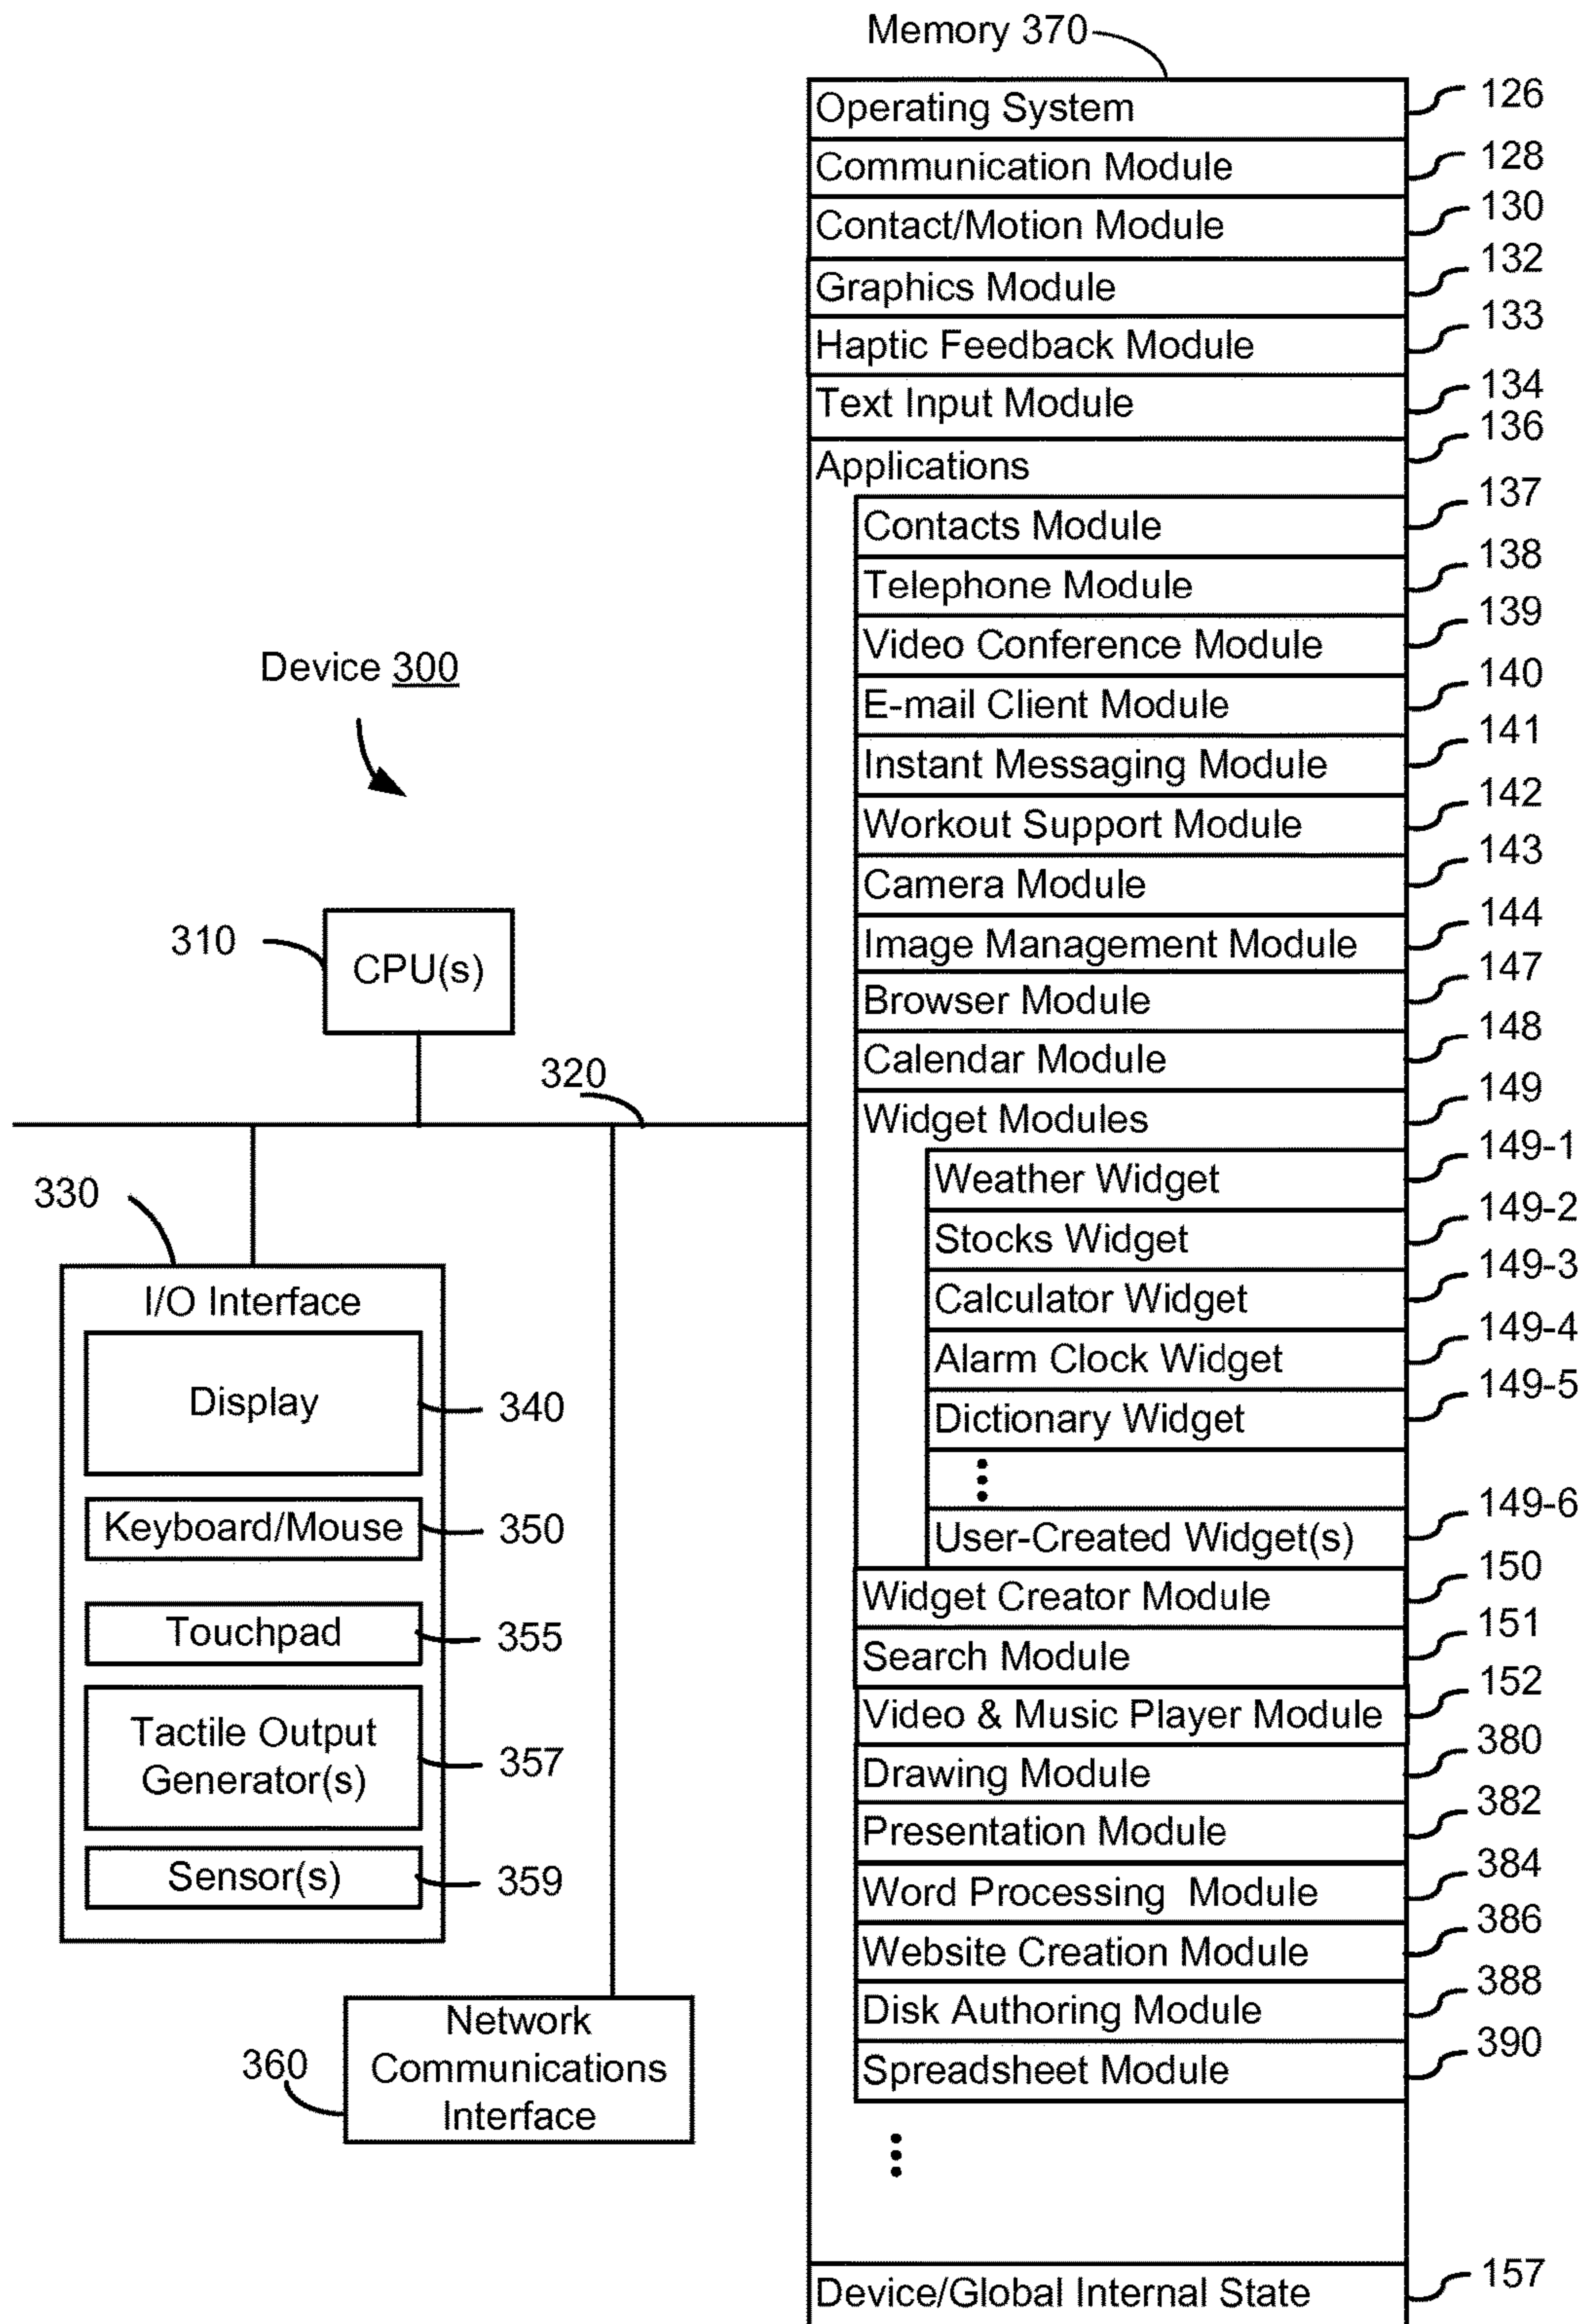 Memory 370
Operating System 126
Communication Module 128
Contact/Motion Module 130
Graphics Module 132
Haptic Feedback Module 133
Text Input Module 134
Applications 136
Contacts Module 137
Telephone Module 138
Video Conference Module 139
E-mail Client Module 140
Instant Messaging Module 141
Workout Support Module 142
Camera Module 143
Image Management Module 144
Browser Module 147
Calendar Module 148
Widget Modules 149
Weather Widget 149-1
Stocks Widget 149-2
Calculator Widget 149-3
Alarm Clock Widget 149-4
Dictionary Widget 149-5
User-Created Widget(s) 149-6
Widget Creator Module 150
Search Module 151
Video & Music Player Module 152
Drawing Module 380
Presentation Module 382
Word Processing Module 384
Website Creation Module 386
Disk Authoring Module 388
Spreadsheet Module 390
Device/Global Internal State 157
Device 300
310
CPU(s)
320
330
I/O Interface
Display 340
Keyboard/Mouse 350
Touchpad 355
Tactile Output
Generator(s)
357
Sensor(s) 359
360
Network
Communications
Interface